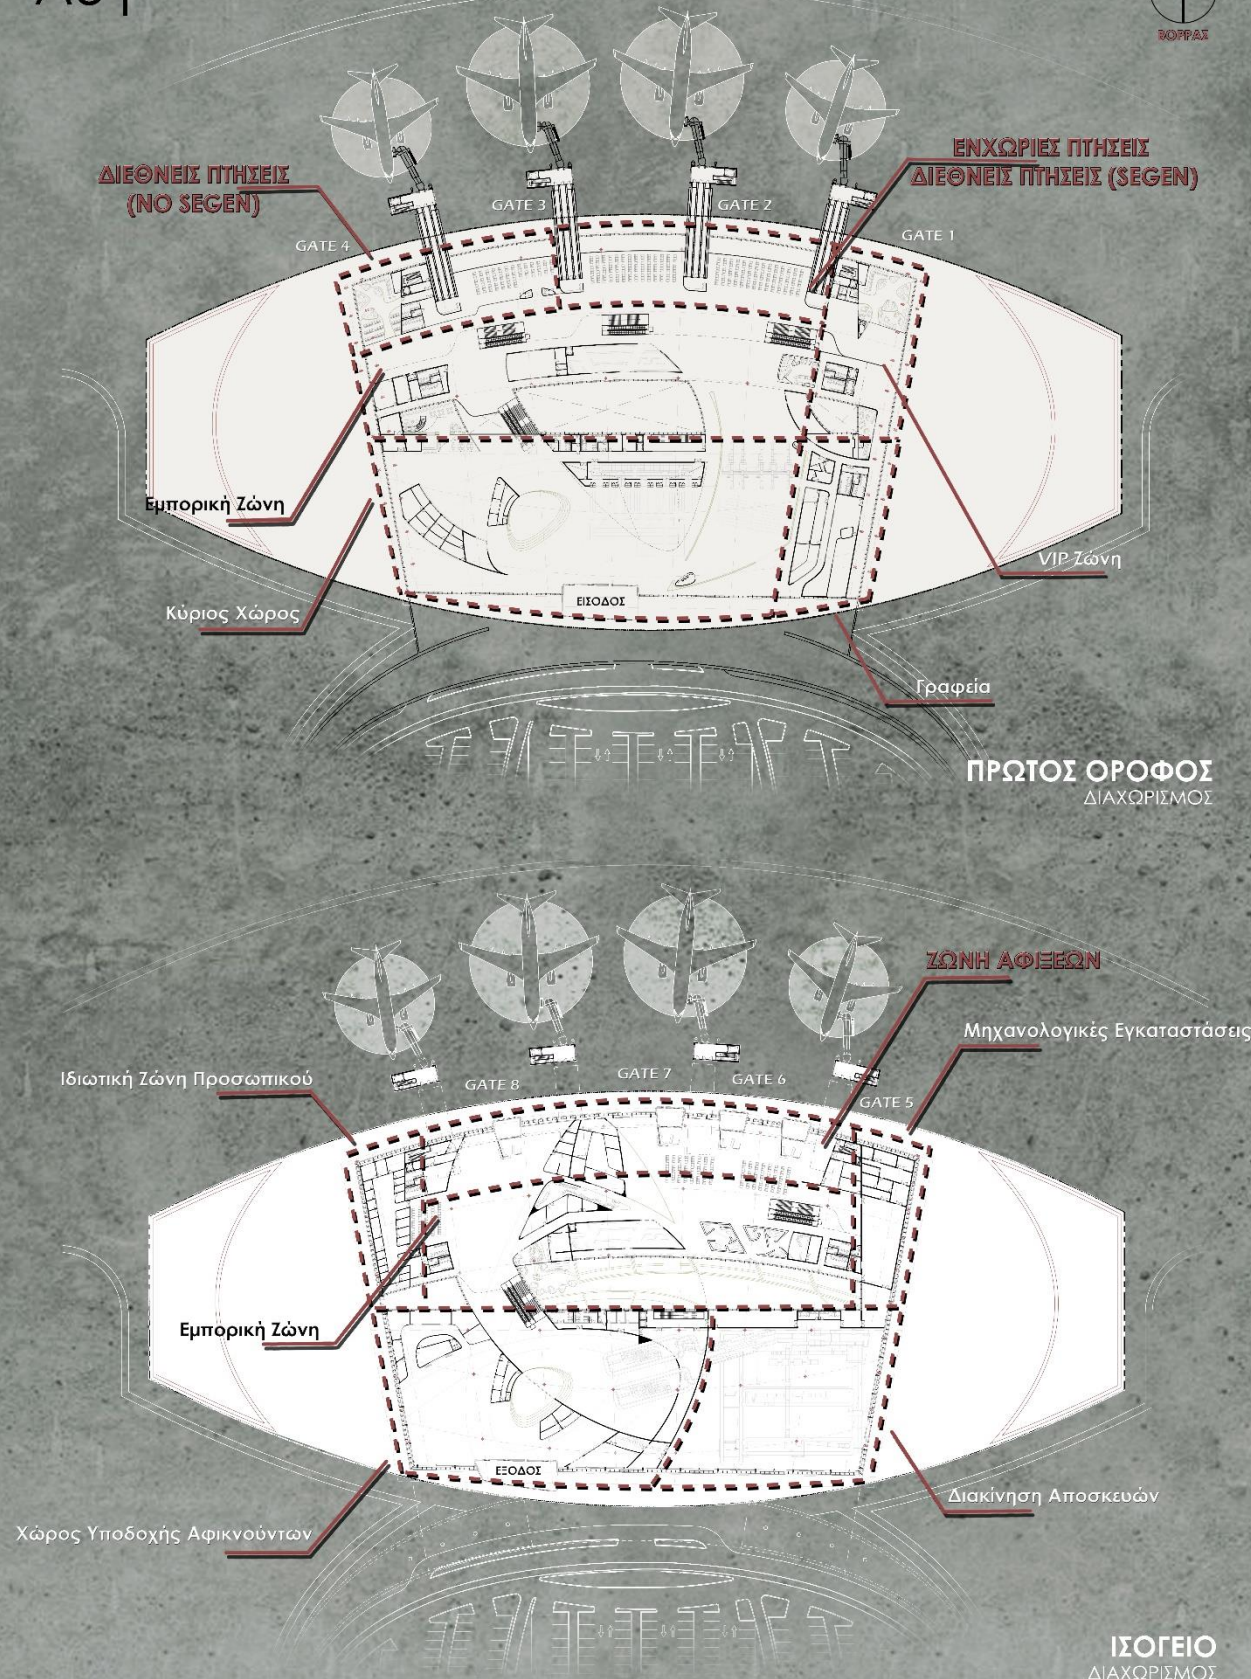 ΒΟΡΡΑΣ
ΔΙΕΘΝΕΙΣ ΠΤΗΣΕΙΣ
(NO SEGEN)
ΕΝΧΩΡΙΕΣ ΠΤΗΣΕΙΣ
ΔΙΕΘΝΕΙΣ ΠΤΗΣΕΙΣ (SEGEN)
GATE 4
GATE 3
GATE 2
GATE 1
Εμπορική Ζώνη
Κύριος Χώρος
ΕΙΣΟΔΟΣ
VIP Ζώνη
Γραφεία
ΠΡΩΤΟΣ ΟΡΟΦΟΣ
ΔΙΑΧΩΡΙΣΜΟΣ
ΖΩΝΗ ΑΦΙΞΕΩΝ
Μηχανολογικές Εγκαταστάσεις
Ιδιωτική Ζώνη Προσωπικού
GATE 8
GATE 7
GATE 6
GATE 5
Εμπορική Ζώνη
ΕΞΟΔΟΣ
Διακίνηση Αποσκευών
Χώρος Υποδοχής Αφικνούντων
ΙΣΟΓΕΙΟ
ΔΙΑΧΩΡΙΣΜΟΣ